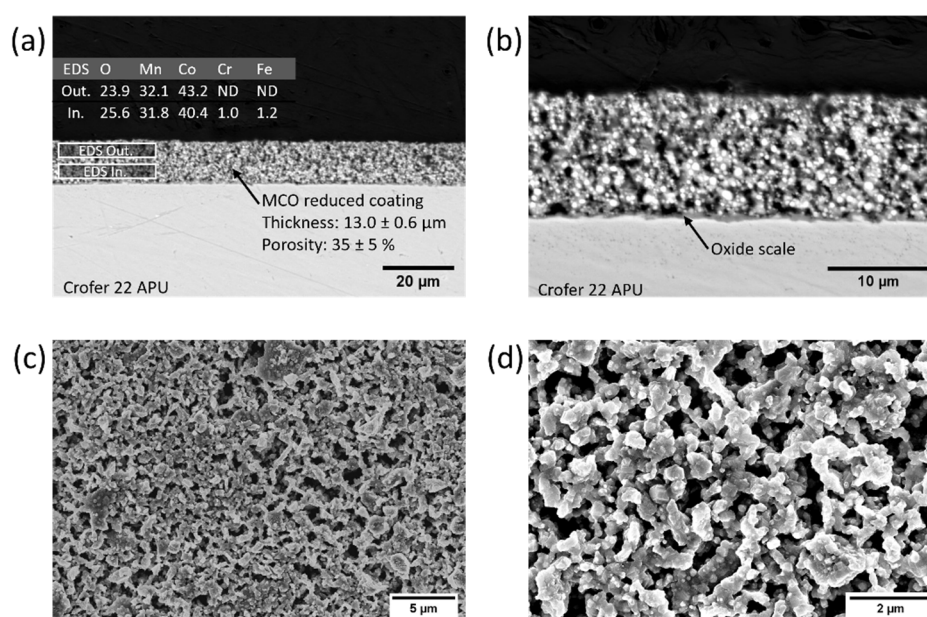 (a)
EDS O Mn Co Cr Fe
Out. 23.9 32.1 43.2 ND ND
In. 25.6 31.8 40.4 1.0 1.2
EDS Out.
EDS In.
MCO reduced coating
Thickness: 13.0 ± 0.6 µm
Porosity: 35 ± 5 %
20 µm
Crofer 22 APU
(b)
Oxide scale
10 µm
Crofer 22 APU
(c)
5 µm
(d)
2 µm